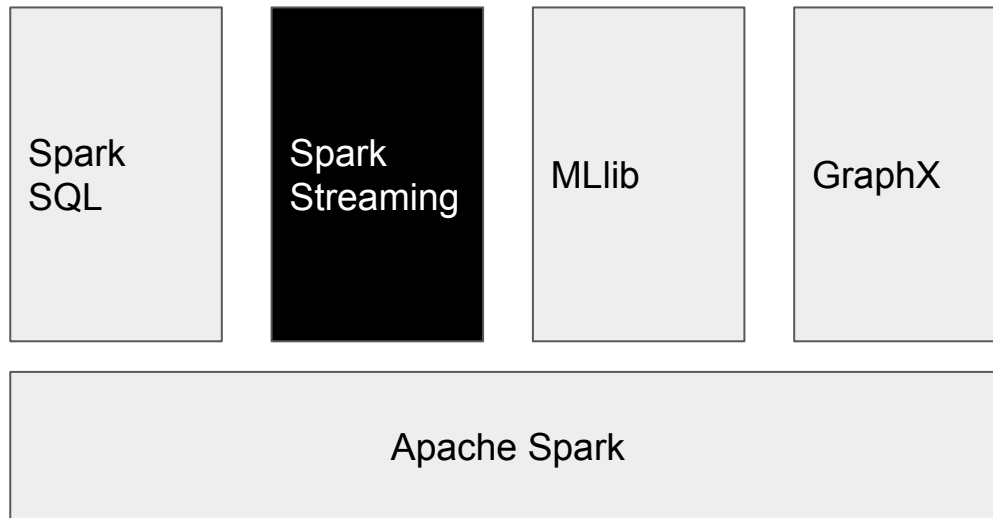 Spark
SQL
Spark
Streaming
MLlib
GraphX
Apache Spark